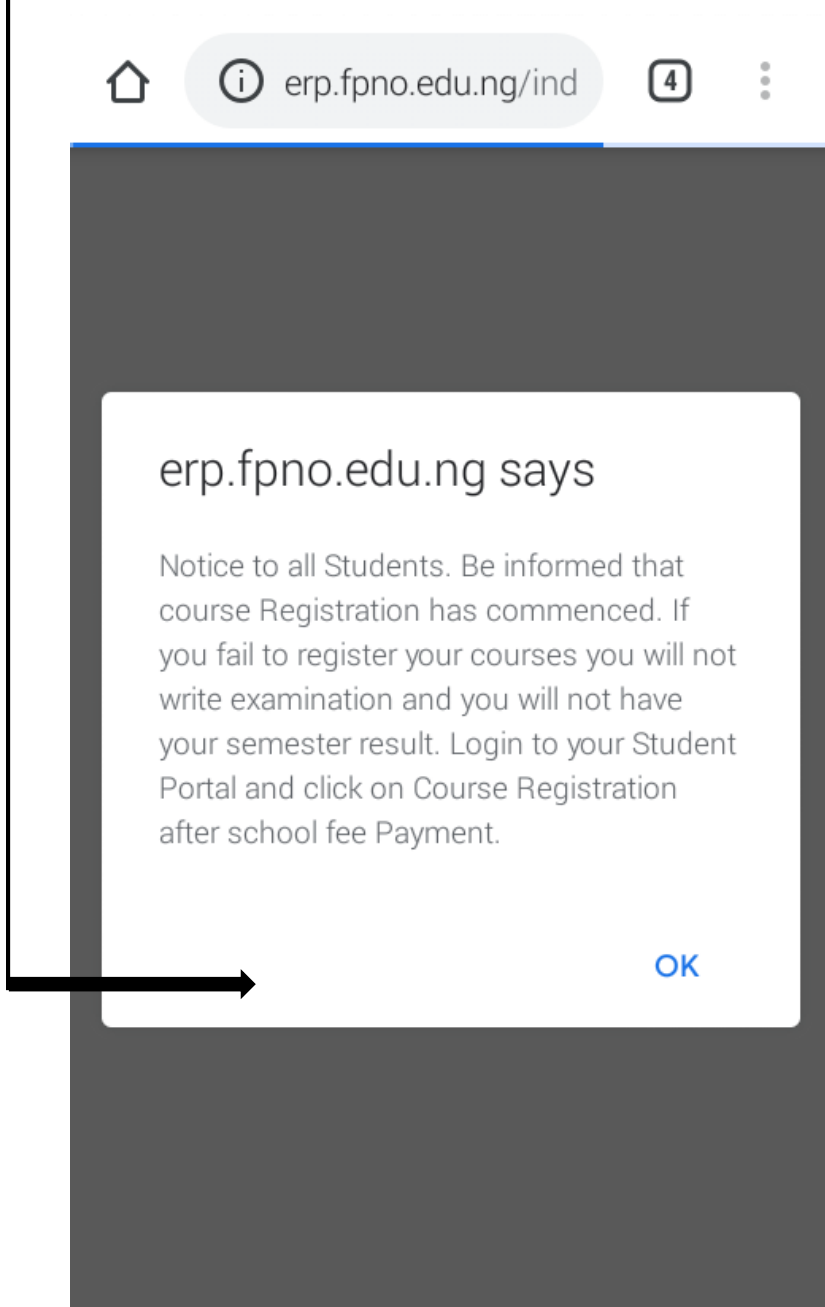 erp.fpno.edu.ng/ind
4
erp.fpno.edu.ng says
Notice to all Students. Be informed that
course Registration has commenced. If
you fail to register your courses you will not
write examination and you will not have
your semester result. Login to your Student
Portal and click on Course Registration
after school fee Payment.
OK